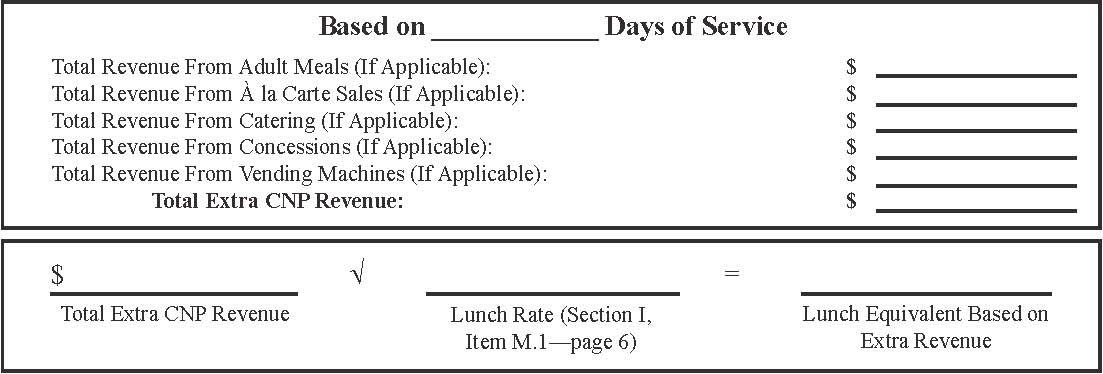 Based on ____________ Days of Service
Total Revenue From Adult Meals (If Applicable): $
Total Revenue From À la Carte Sales (If Applicable): $
Total Revenue From Catering (If Applicable): $
Total Revenue From Concessions (If Applicable): $
Total Revenue From Vending Machines (If Applicable): $
Total Extra CNP Revenue: $
$ √ =
Total Extra CNP Revenue
Lunch Rate (Section I,
Item M.1—page 6)
Lunch Equivalent Based on
Extra Revenue